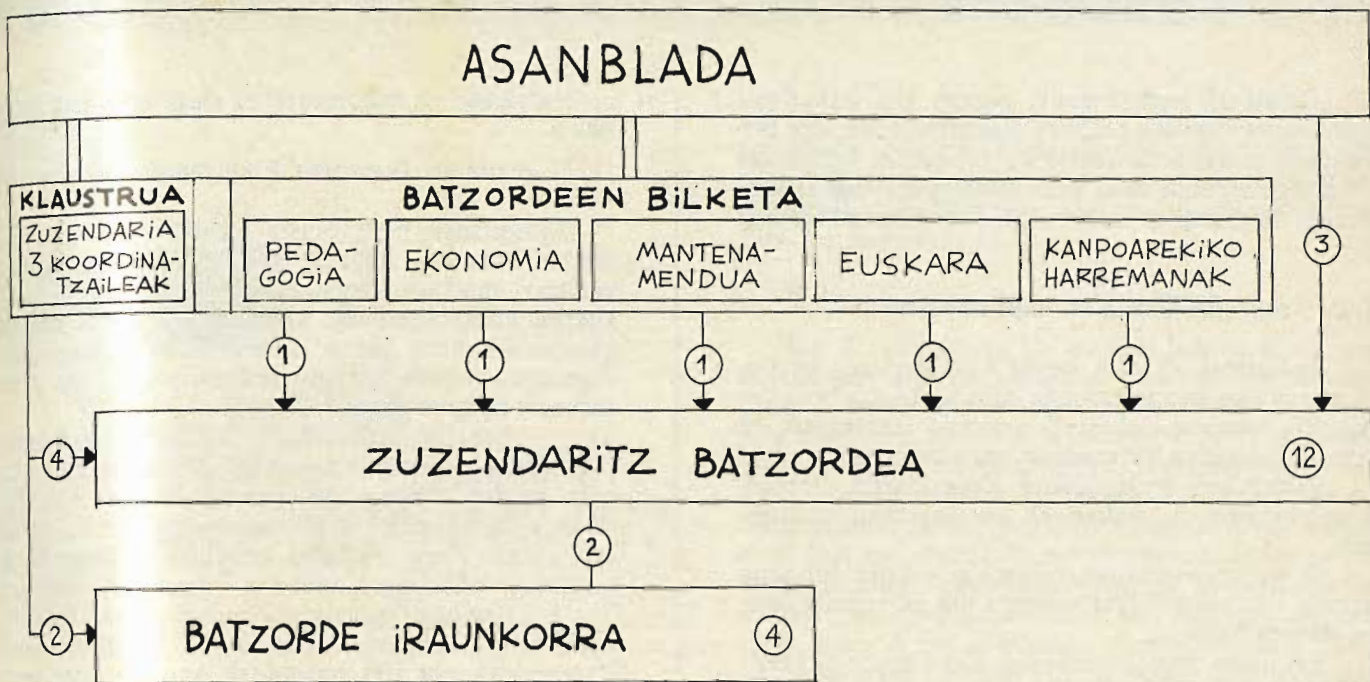 ASANBLADA
KLAUSTRUA
ZUZENDARIA
3 KOORDINA-
TZAILEAK
BATZORDEEN BILKETA
PEDA-
GOGIA
EKONOMIA
MANTENA-
MENDUA
EUSKARA
KANPOAREKIKO
HARREMANAK
3
1
1
1
1
1
4
ZUZENDARITZ BATZORDEA
12
2
2
BATZORDE IRAUNKORRA
4